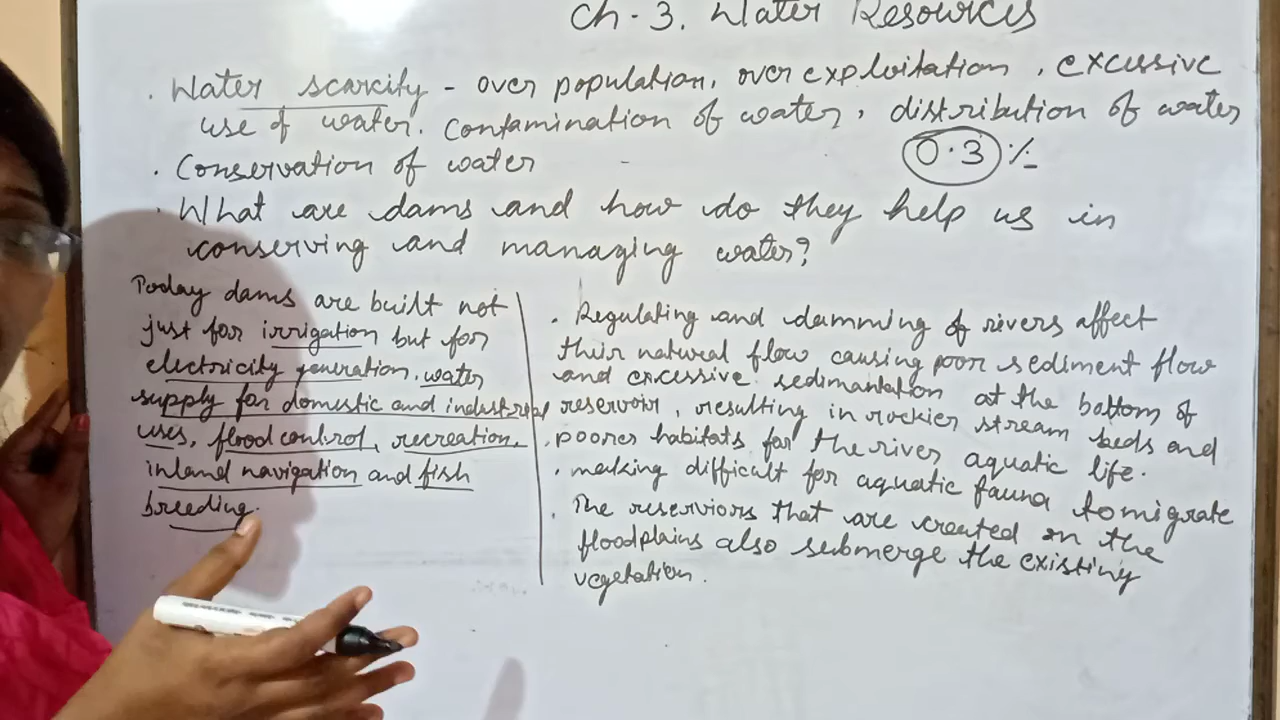 Ch - 3. Water Resources
. Water scarcity - over population, over exploitation, excessive
use of water. Contamination of water, distribution of water
. Conservation of water - 0.3 %
. What are dams and how do they help us in
conserving and managing water?
Today dams are built not
just for irrigation but for
electricity generation, water
supply for domestic and industrial
uses, flood control, recreation.
inland navigation and fish
breeding.
. Regulating and damming of rivers affect
their natural flow causing poor sediment flow
and excessive sedimantation at the bottom of
reservoir, resulting in rockier stream beds and
. poorer habitats for the river aquatic life.
. making difficult for aquatic fauna to migrate
. The reserviors that are created on the
floodplains also submerge the existing
vegetation.